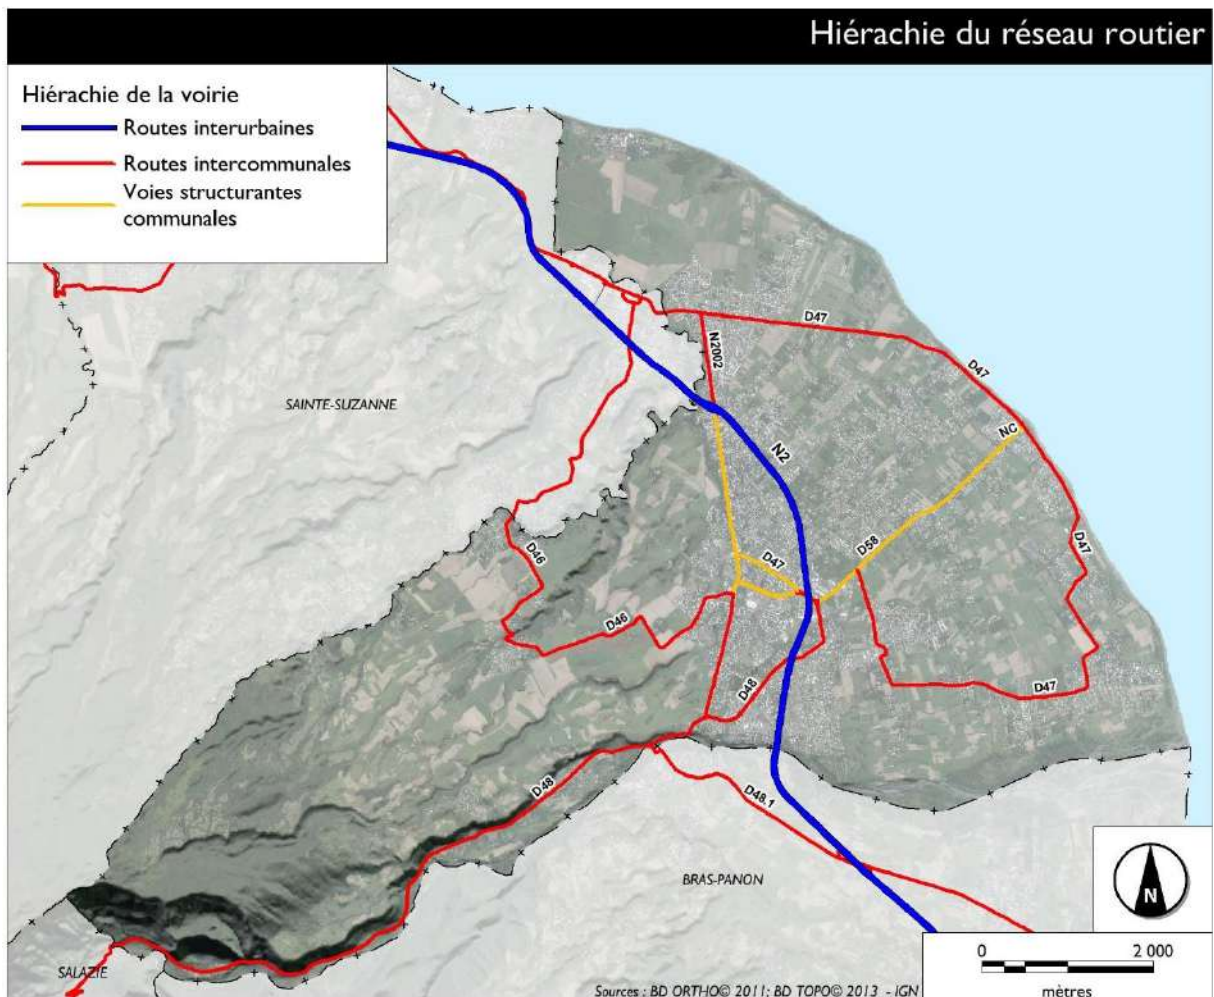 Hiérachie du réseau routier
Hiérachie de la voirie
Routes interurbaines
Routes intercommunales
Voies structurantes
communales
D47
N2002
D47
SAINTE-SUZANNE
NC
N2
D47
D58
D46
D47
D46
D47
D48
D48
D48.1
BRAS-PANON
N
SALAZIE
0 2 000
mètres
Sources : BD ORTHO© 2011; BD TOPO© 2013 - IGN